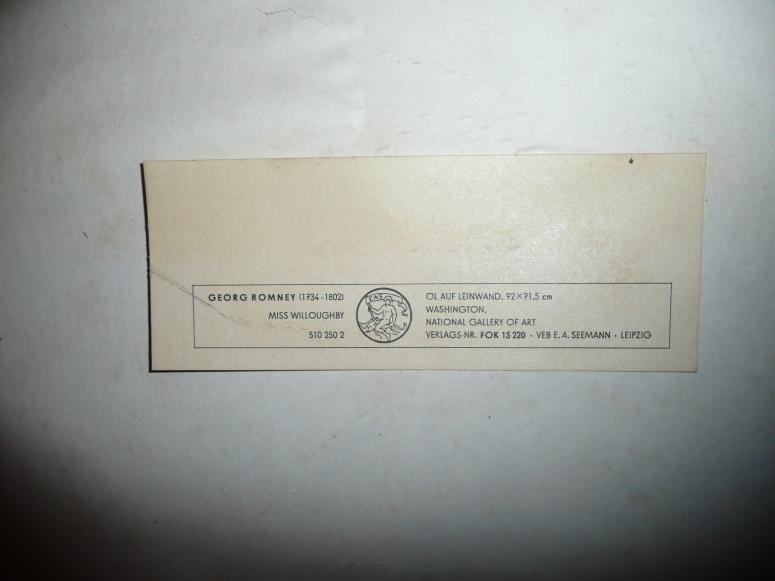 GEORG ROMNEY (1734-1802)
MISS WILLOUGHBY
510 250 2
EAS
ÖL AUF LEINWAND, 92×71,5 cm
WASHINGTON,
NATIONAL GALLERY OF ART
VERLAGS-NR. FOK 15 220 · VEB E. A. SEEMANN · LEIPZIG